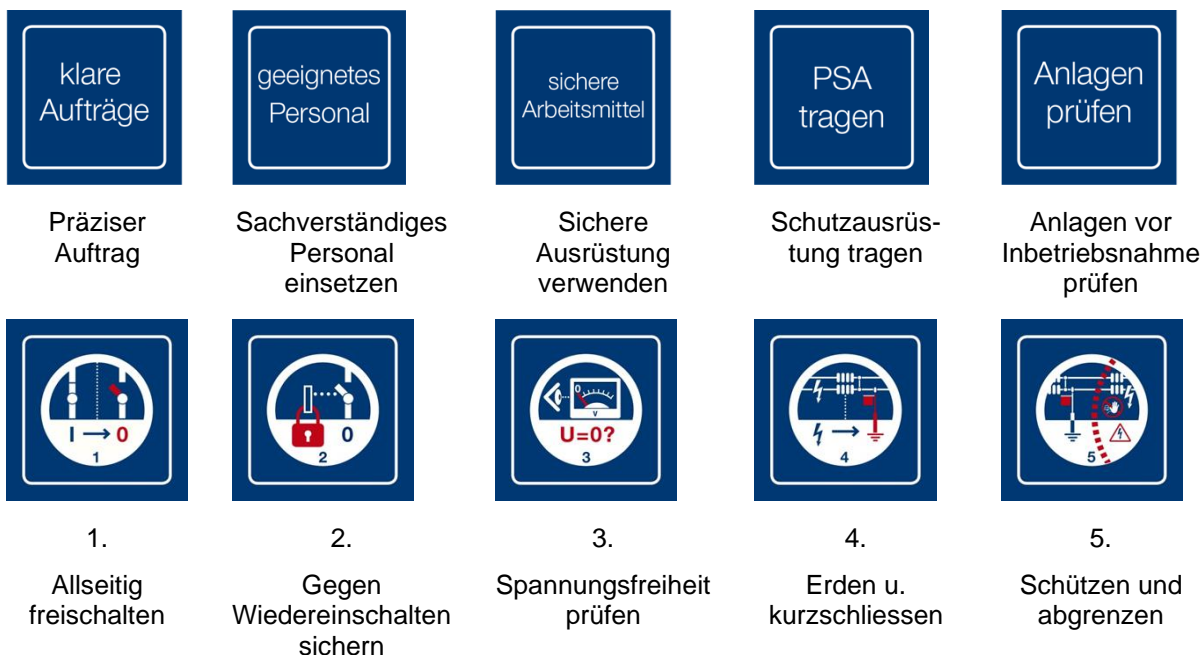 klare
Aufträge
geeignetes
Personal
sichere
Arbeitsmittel
PSA
tragen
Anlagen
prüfen
Präziser
Auftrag
Sachverständiges
Personal
einsetzen
Sichere
Ausrüstung
verwenden
Schutzausrüs-
tung tragen
Anlagen vor
Inbetriebsnahme
prüfen
I → 0
1
0
2
0
V
U=0?
3
4
5
1.
Allseitig
freischalten
2.
Gegen
Wiedereinschalten
sichern
3.
Spannungsfreiheit
prüfen
4.
Erden u.
kurzschliessen
5.
Schützen und
abgrenzen